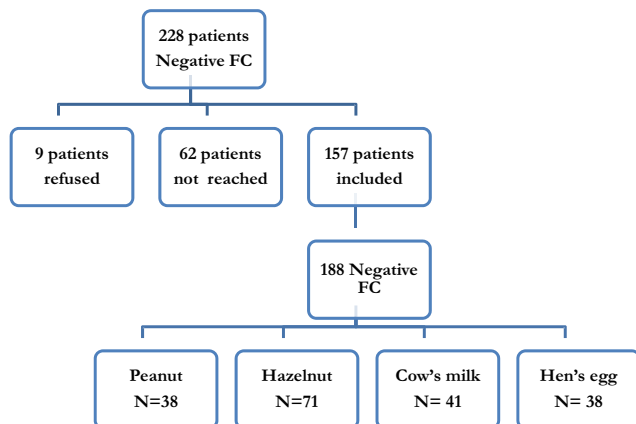 228 patients
Negative FC
9 patients
refused
62 patients
not reached
157 patients
included
188 Negative
FC
Peanut
N=38
Hazelnut
N=71
Cow's milk
N= 41
Hen's egg
N= 38